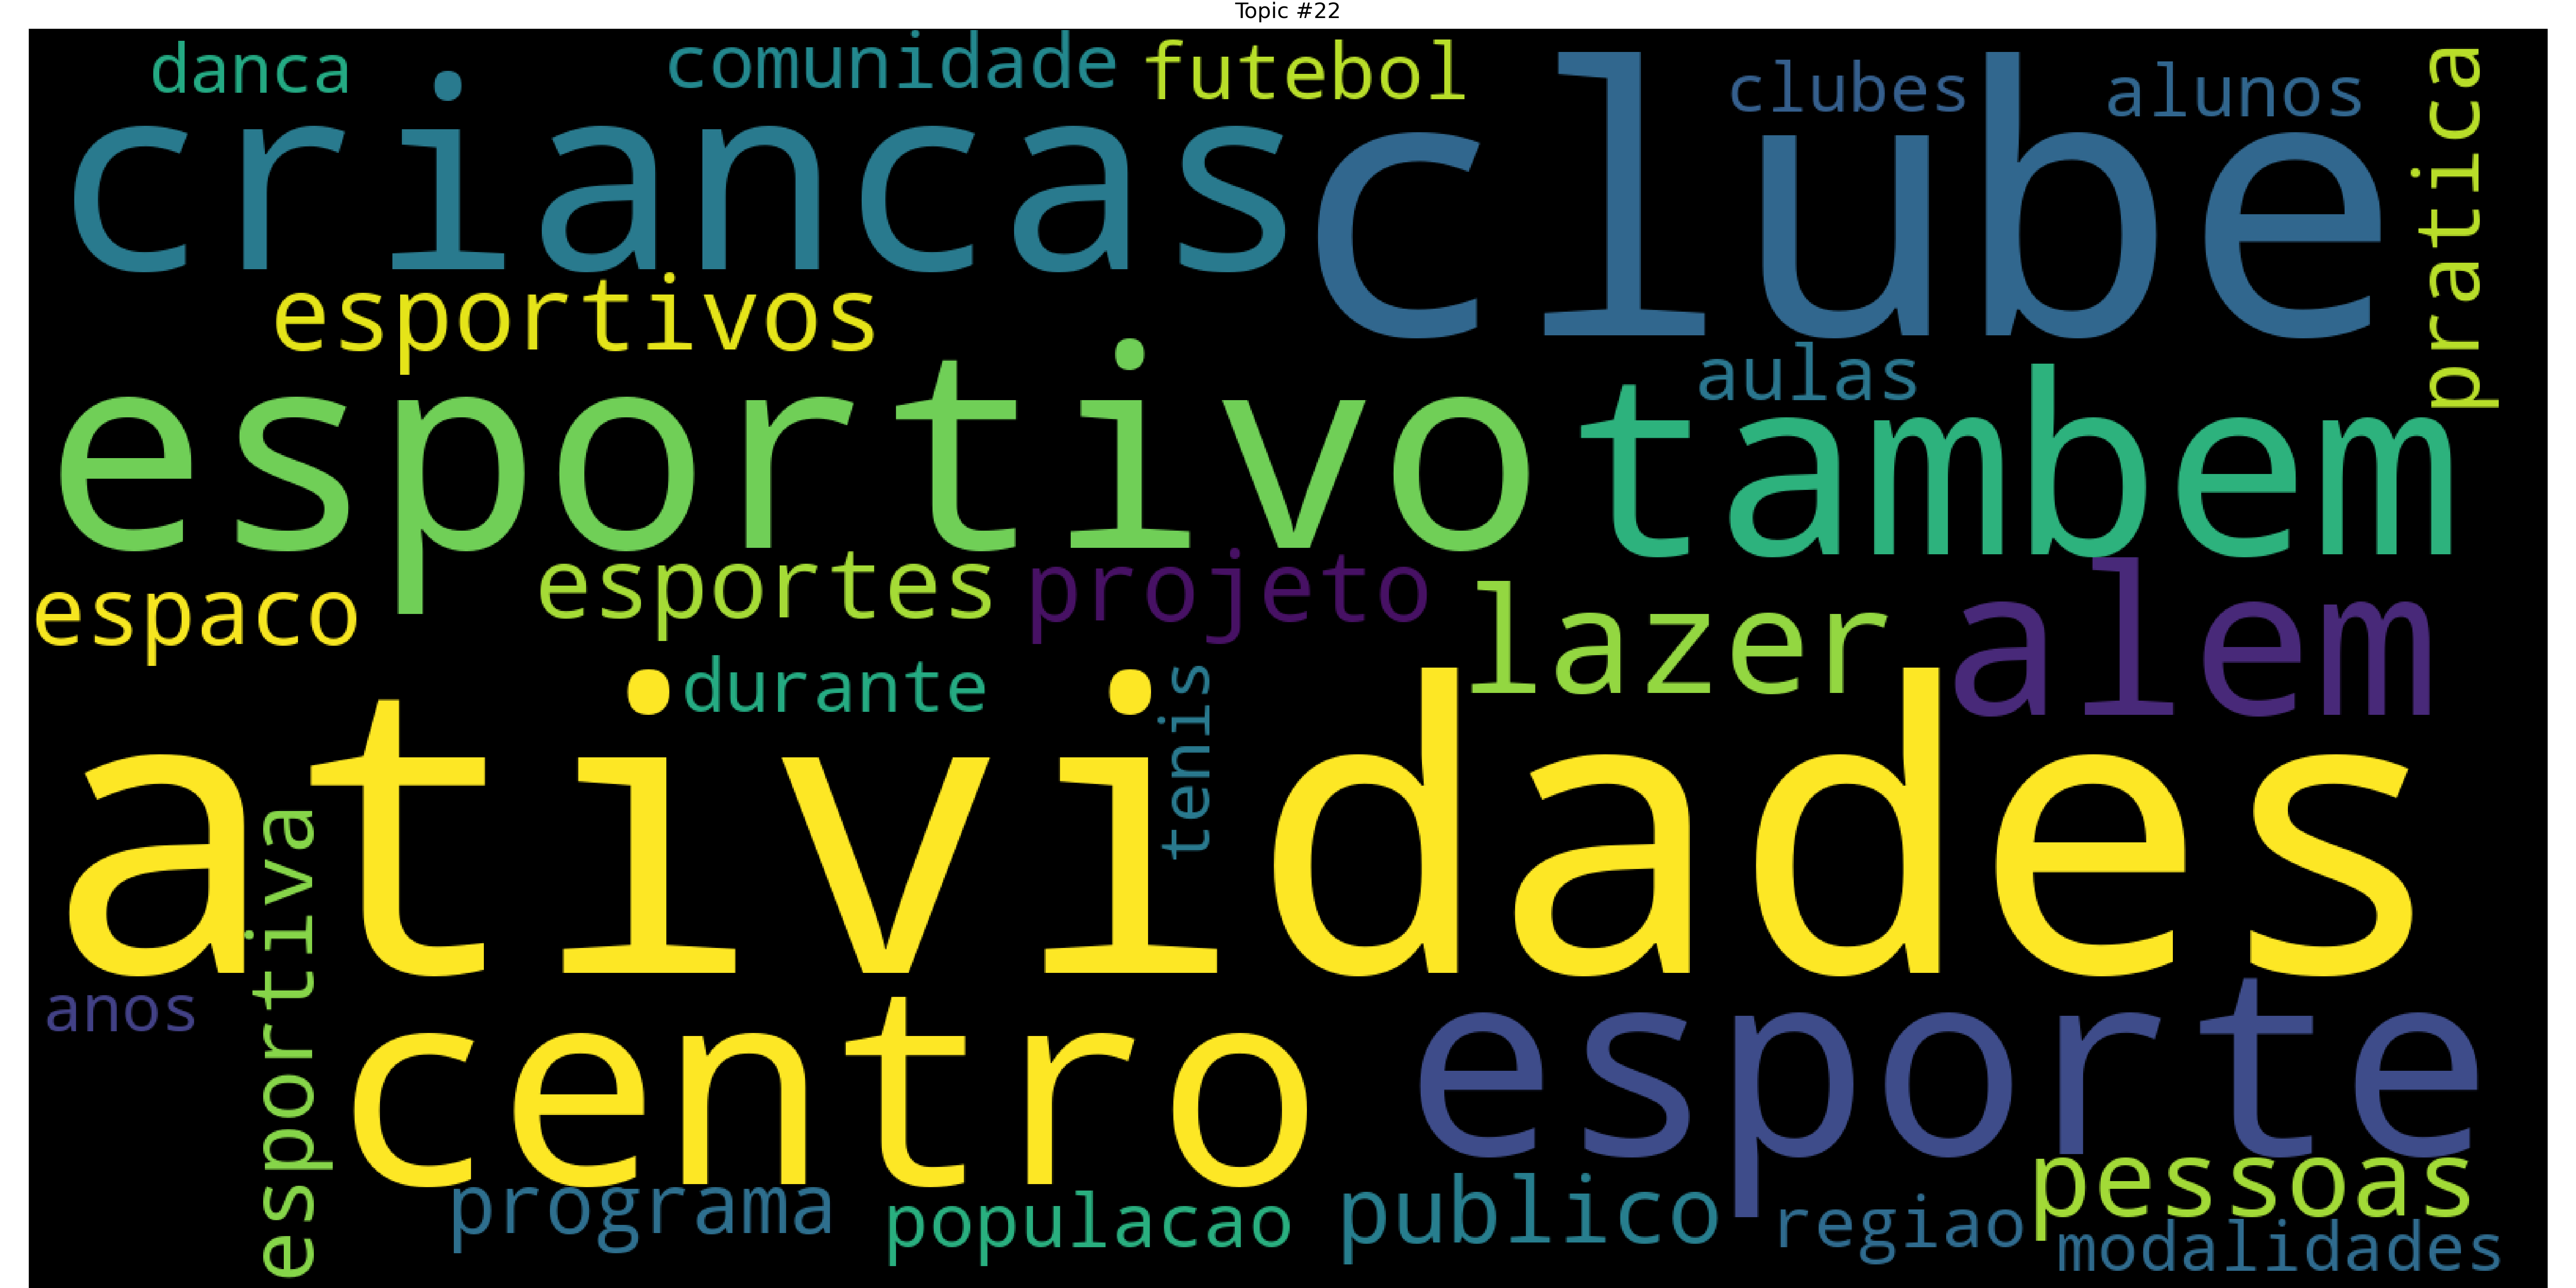 Topic #22
danca
comunidade
futebol
clubes
alunos
pratica
criancas
clube
esportivos
aulas
esportivo
tambem
espaco
esportes
projeto
lazer
alem
durante
tenis
atividades
esportiva
anos
centro
esporte
programa
populacao
publico
regiao
pessoas
modalidades